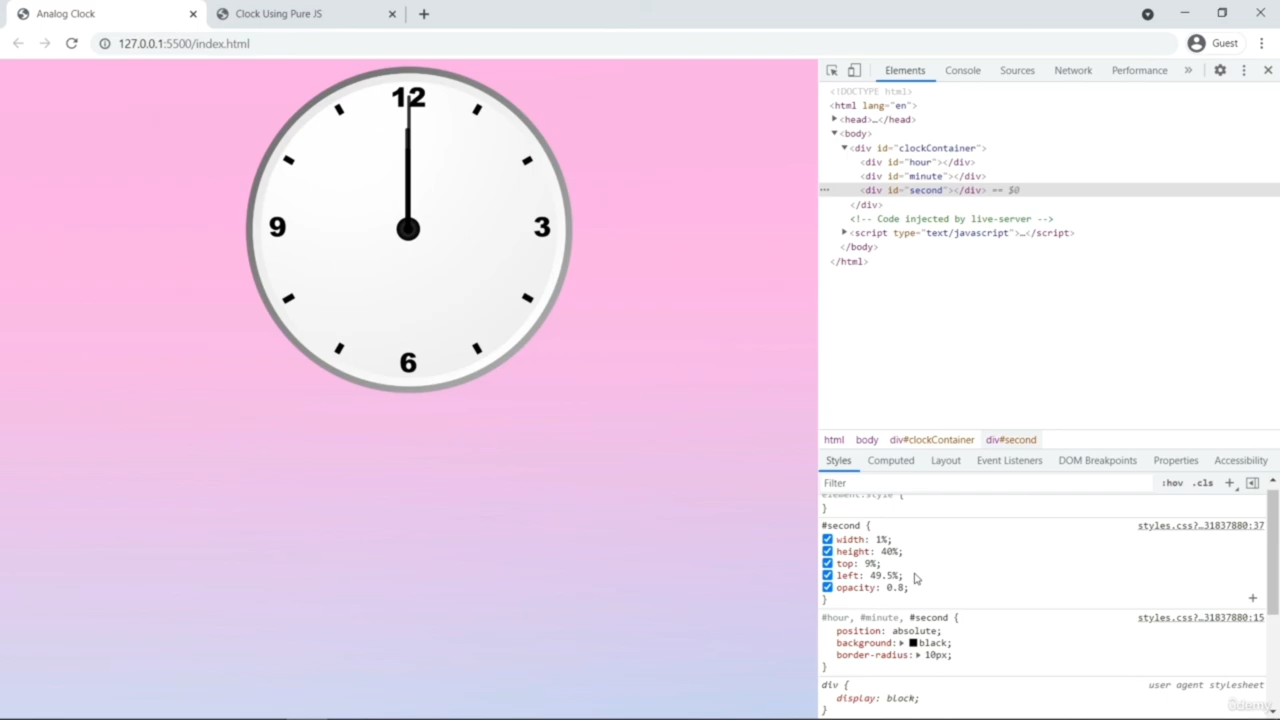 Analog Clock
Clock Using Pure JS
127.0.0.1:5500/index.html
Guest
12
9
3
6
Elements Console Sources Network Performance »
<!DOCTYPE html>
<html lang="en">
<head>…</head>
<body>
<div id="clockContainer">
<div id="hour"></div>
<div id="minute"></div>
<div id="second"></div> == $0
</div>
<!-- Code injected by live-server -->
<script type="text/javascript">…</script>
</body>
</html>
html body div#clockContainer div#second
Styles Computed Layout Event Listeners DOM Breakpoints Properties Accessibility
Filter
:hov .cls +
element.style {
}
#second {
styles.css?…31837880:37
width: 1%;
height: 40%;
top: 9%;
left: 49.5%;
opacity: 0.8;
}
#hour, #minute, #second {
styles.css?…31837880:15
position: absolute;
background: black;
border-radius: 10px;
}
div {
user agent stylesheet
display: block;
}
ûdemy